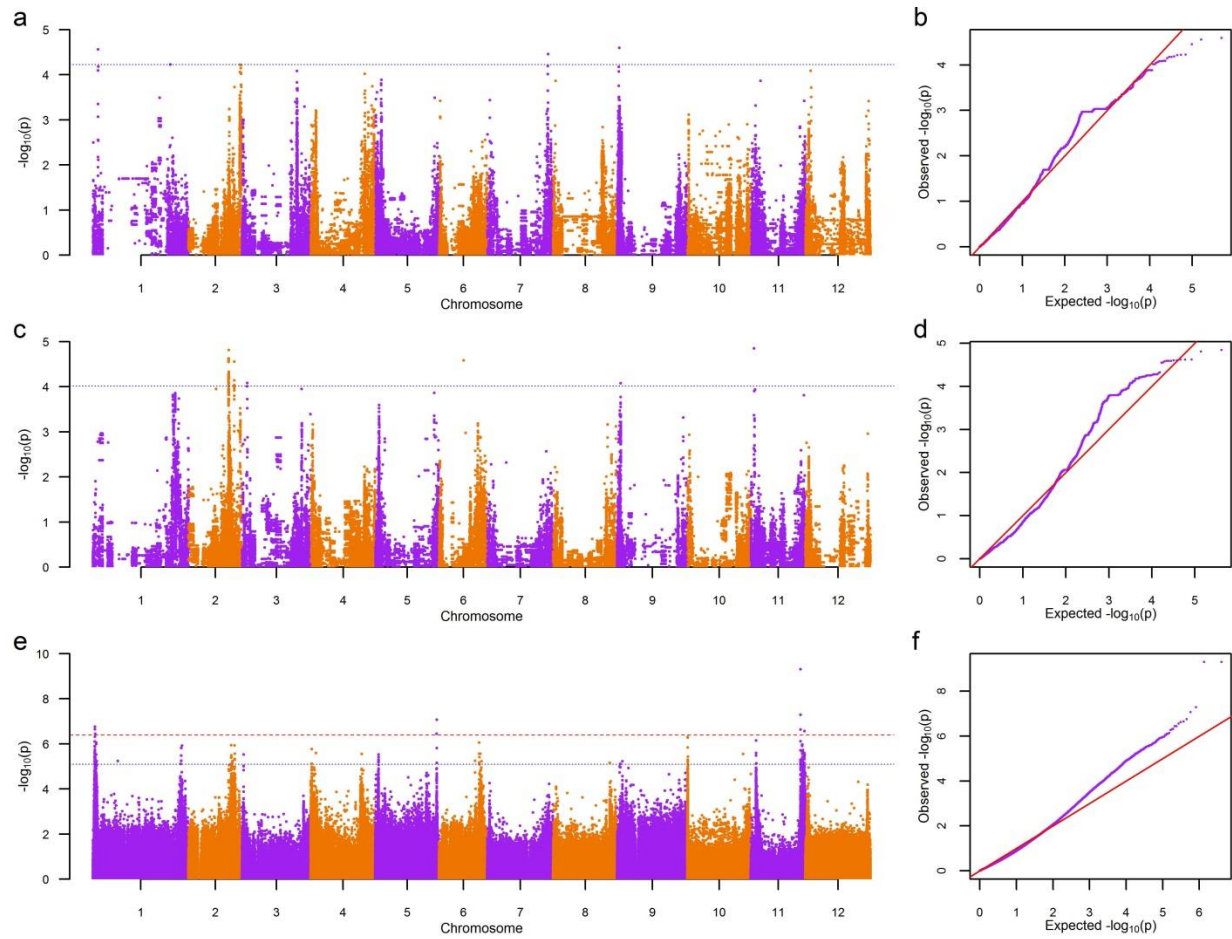 a
5
4
3
2
1
0
-log10(p)
1 2 3 4 5 6 7 8 9 10 11 12
Chromosome
b
4
3
2
1
0
Observed -log10(p)
0 1 2 3 4 5
Expected -log10(p)
c
5
4
3
2
1
0
-log10(p)
1 2 3 4 5 6 7 8 9 10 11 12
Chromosome
d
5
4
3
2
1
0
Observed -log10(p)
0 1 2 3 4 5
Expected -log10(p)
e
10
8
6
4
2
0
-log10(p)
1 2 3 4 5 6 7 8 9 10 11 12
Chromosome
f
8
6
4
2
0
Observed -log10(p)
0 1 2 3 4 5 6
Expected -log10(p)